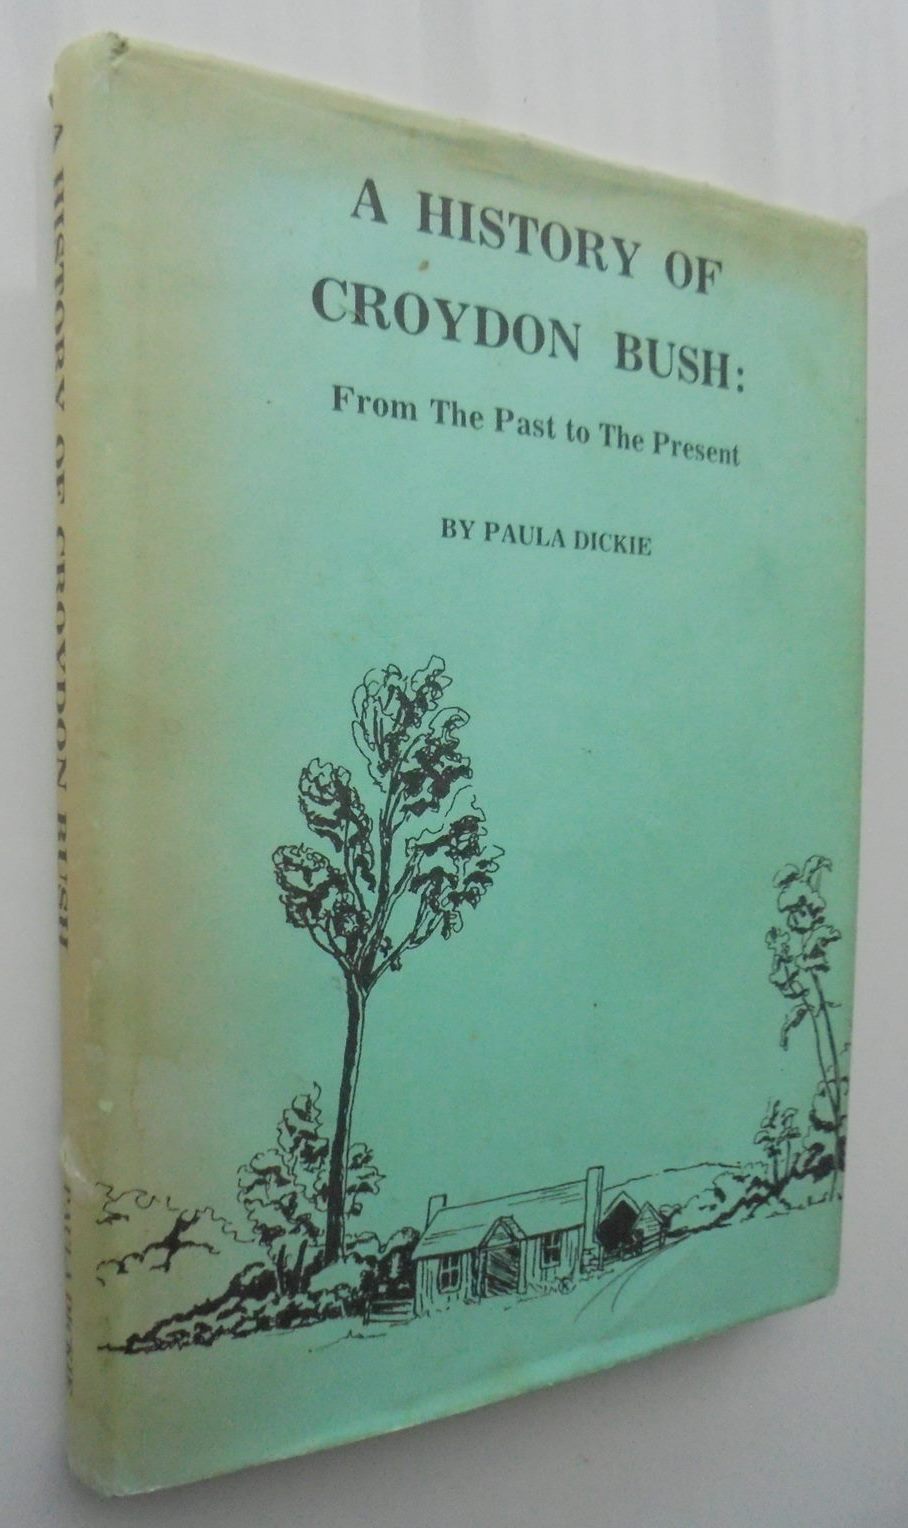 A HISTORY OF
CROYDON BUSH:
From The Past to The Present
BY PAULA DICKIE
A HISTORY OF CROYDON BUSH